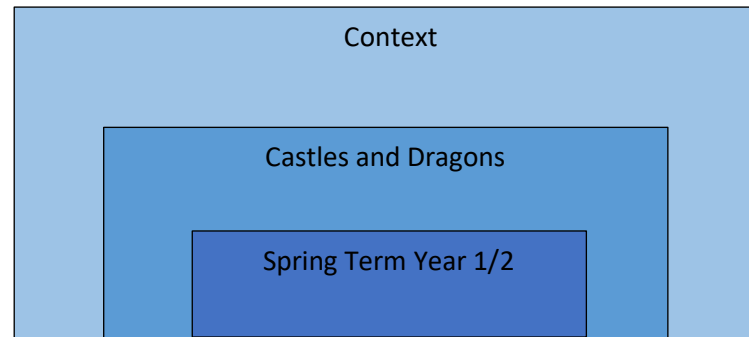 Context
Castles and Dragons
Spring Term Year 1/2